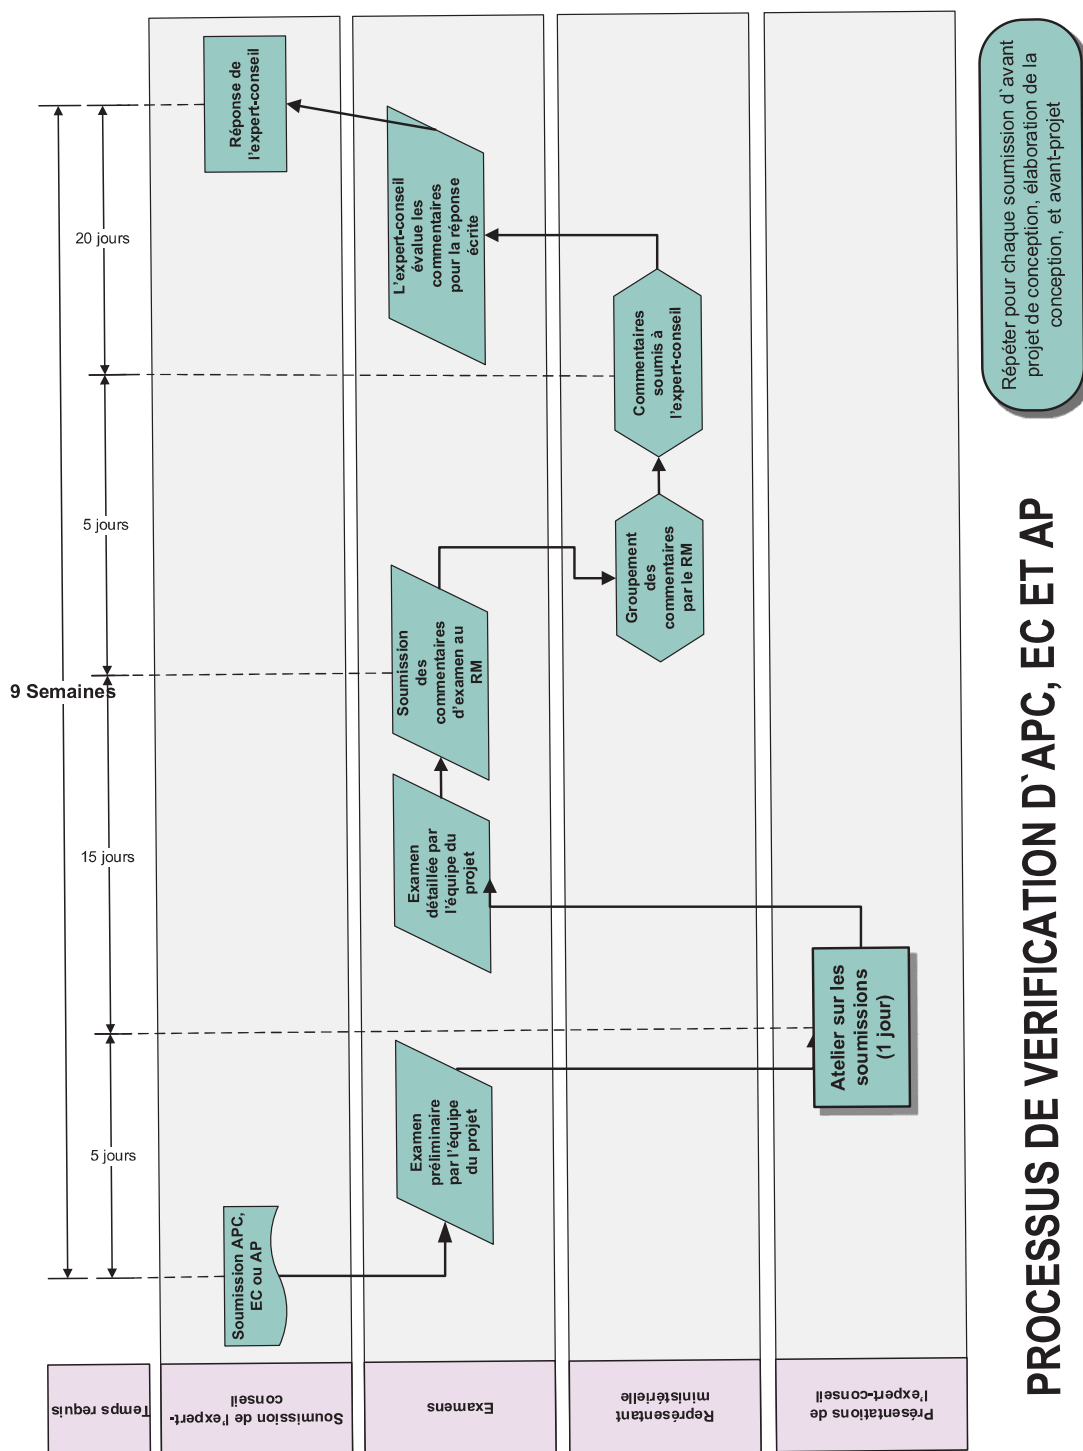 PROCESSUS DE VERIFICATION D`APC, EC ET AP
Répéter pour chaque soumission d`avant
projet de conception, élaboration de la
conception, et avant-projet
Temps requis
9 Semaines
5 jours
15 jours
5 jours
20 jours
Soumission de l'expert-
conseil
Soumission APC,
EC ou AP
Réponse de
l'expert-conseil
Examens
Examen
préliminaire
par l'équipe
du projet
Examen
détaillée par
l'équipe du
projet
Soumission
des
commentaires
d'examen au
RM
L'expert-conseil
évalue les
commentaires
pour la réponse
écrite
Représentant
ministérielle
Groupement
des
commentaires
par le RM
Commentaires
soumis à
l'expert-conseil
Présentations de
l'expert-conseil
Atelier sur les
soumissions
(1 jour)